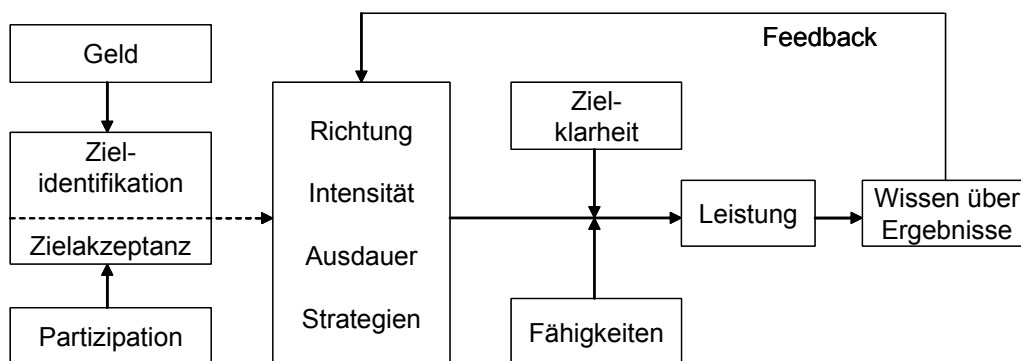 Feedback
Geld
Ziel-
identifikation
Zielakzeptanz
Partizipation
Richtung
Intensität
Ausdauer
Strategien
Ziel-
klarheit
Fähigkeiten
Leistung
Wissen über
Ergebnisse